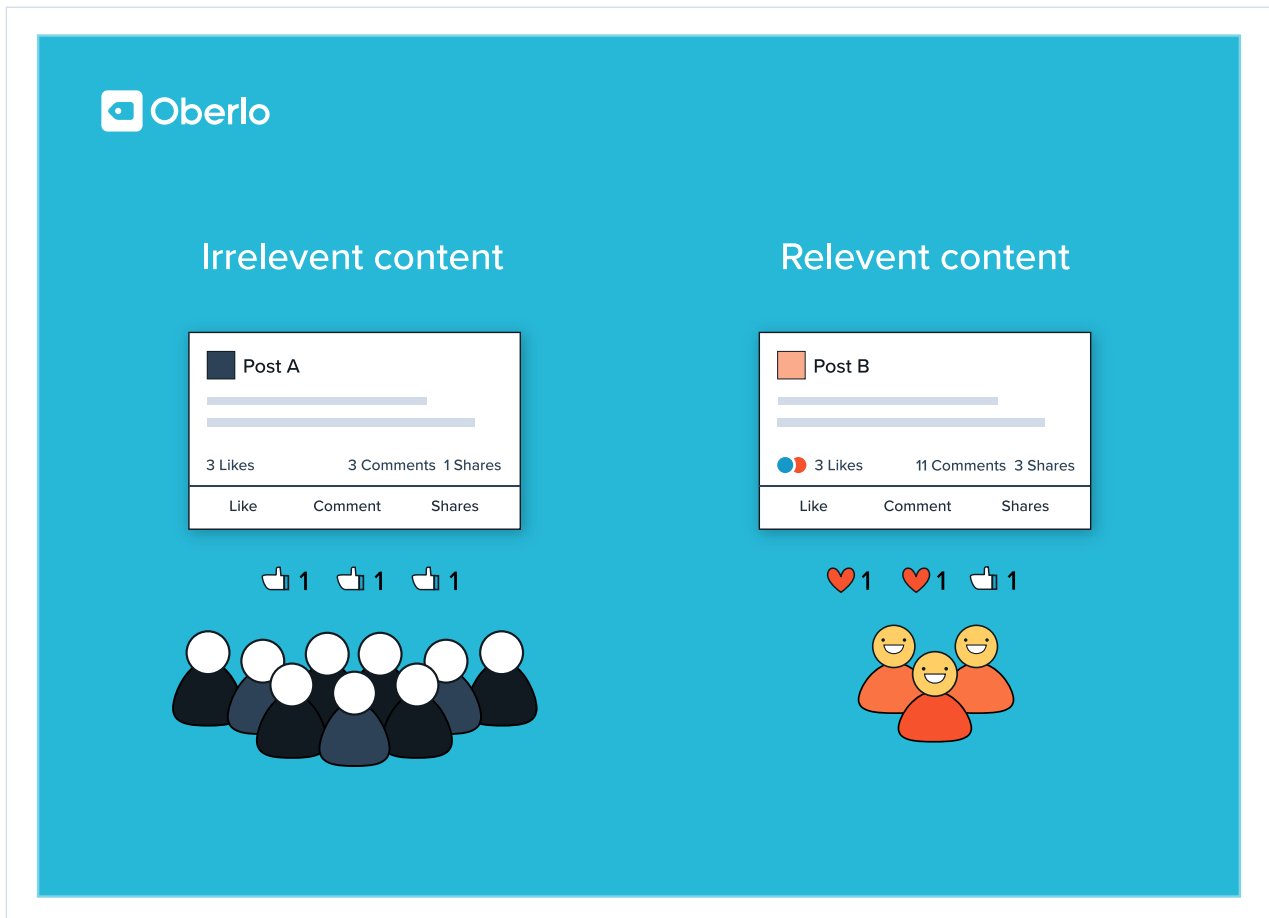 Oberlo
Irrelevent content
Post A
3 Likes 3 Comments 1 Shares
Like Comment Shares
1 1 1
Relevent content
Post B
3 Likes 11 Comments 3 Shares
Like Comment Shares
1 1 1